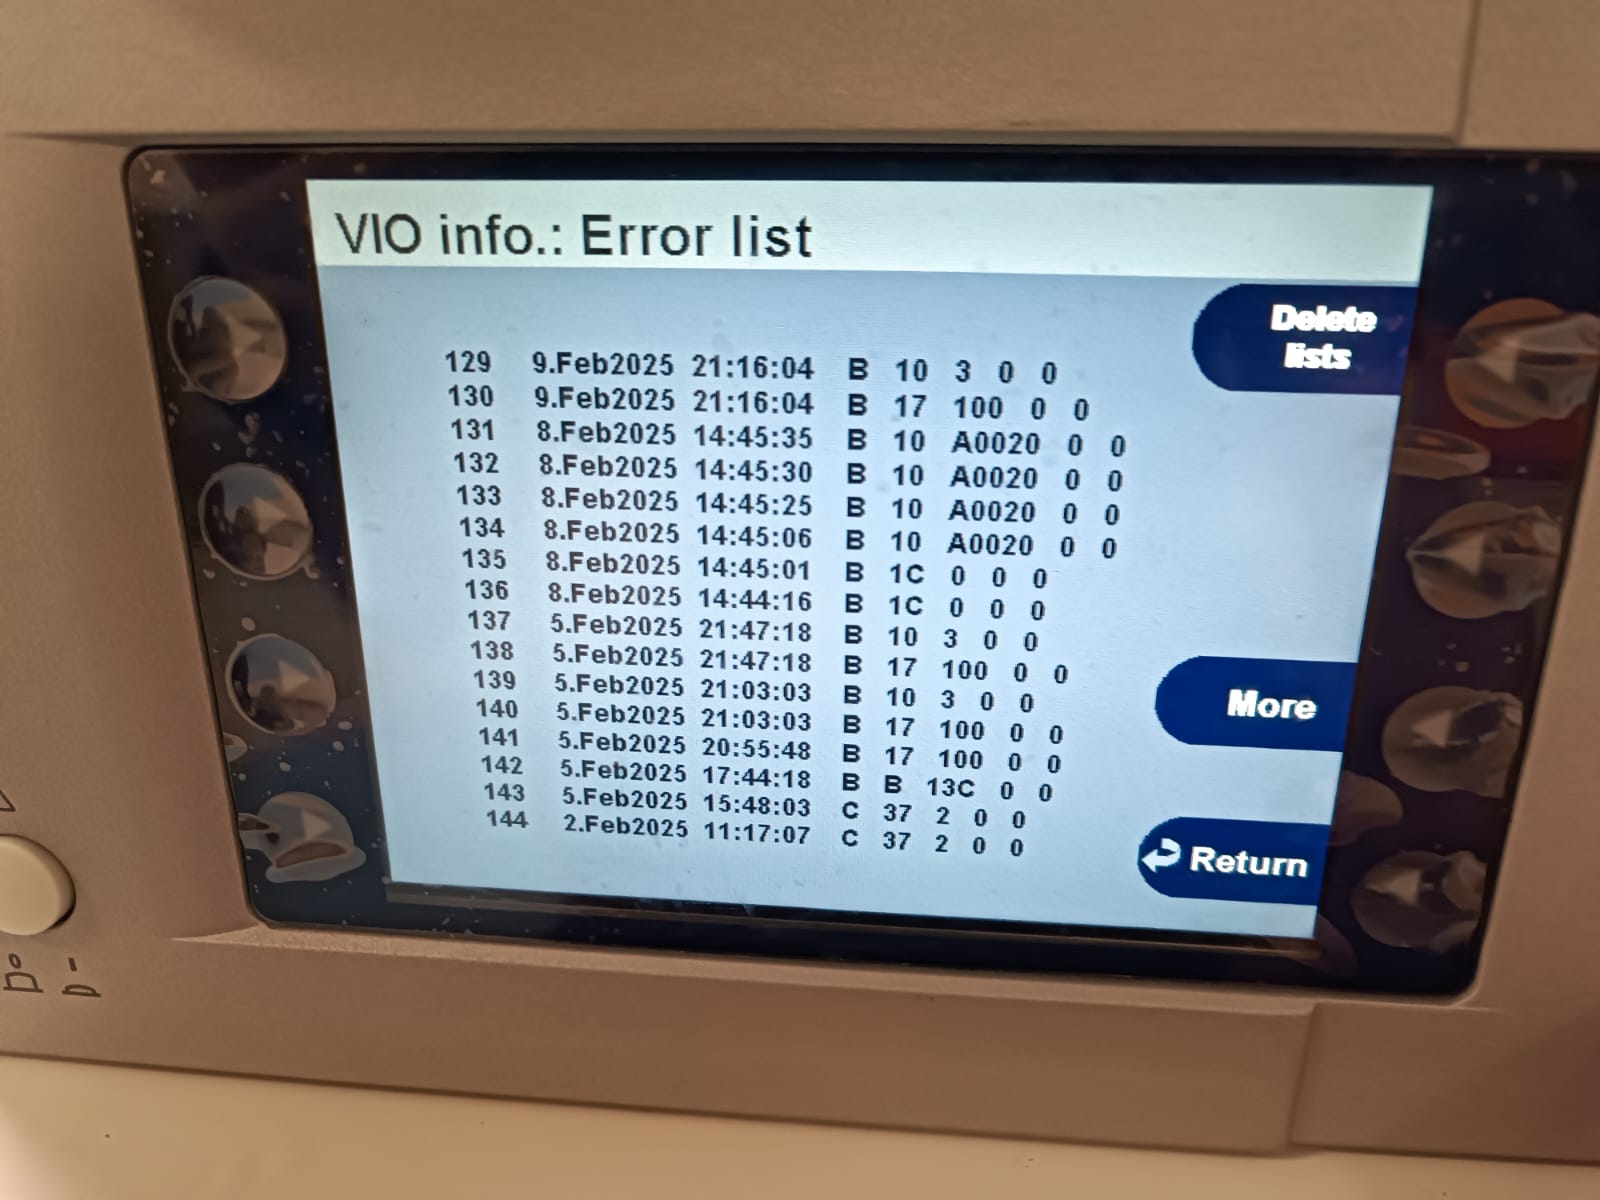 VIO info.: Error list
Delete
lists
129 9.Feb2025 21:16:04 B 10 3 0 0
130 9.Feb2025 21:16:04 B 17 100 0 0
131 8.Feb2025 14:45:35 B 10 A0020 0 0
132 8.Feb2025 14:45:30 B 10 A0020 0 0
133 8.Feb2025 14:45:25 B 10 A0020 0 0
134 8.Feb2025 14:45:06 B 10 A0020 0 0
135 8.Feb2025 14:45:01 B 1C 0 0 0
136 8.Feb2025 14:44:16 B 1C 0 0 0
137 5.Feb2025 21:47:18 B 10 3 0 0
138 5.Feb2025 21:47:18 B 17 100 0 0
139 5.Feb2025 21:03:03 B 10 3 0 0
140 5.Feb2025 21:03:03 B 17 100 0 0
141 5.Feb2025 20:55:48 B 17 100 0 0
142 5.Feb2025 17:44:18 B B 13C 0 0
143 5.Feb2025 15:48:03 C 37 2 0 0
144 2.Feb2025 11:17:07 C 37 2 0 0
More
Return